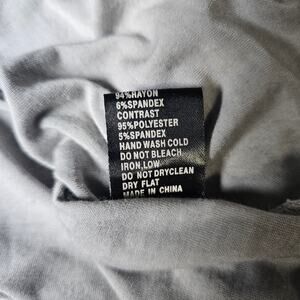 94%RAYON
6%SPANDEX
CONTRAST
95%POLYESTER
5%SPANDEX
HAND WASH COLD
DO NOT BLEACH
IRON,LOW
DO NOT DRYCLEAN
DRY FLAT
MADE IN CHINA